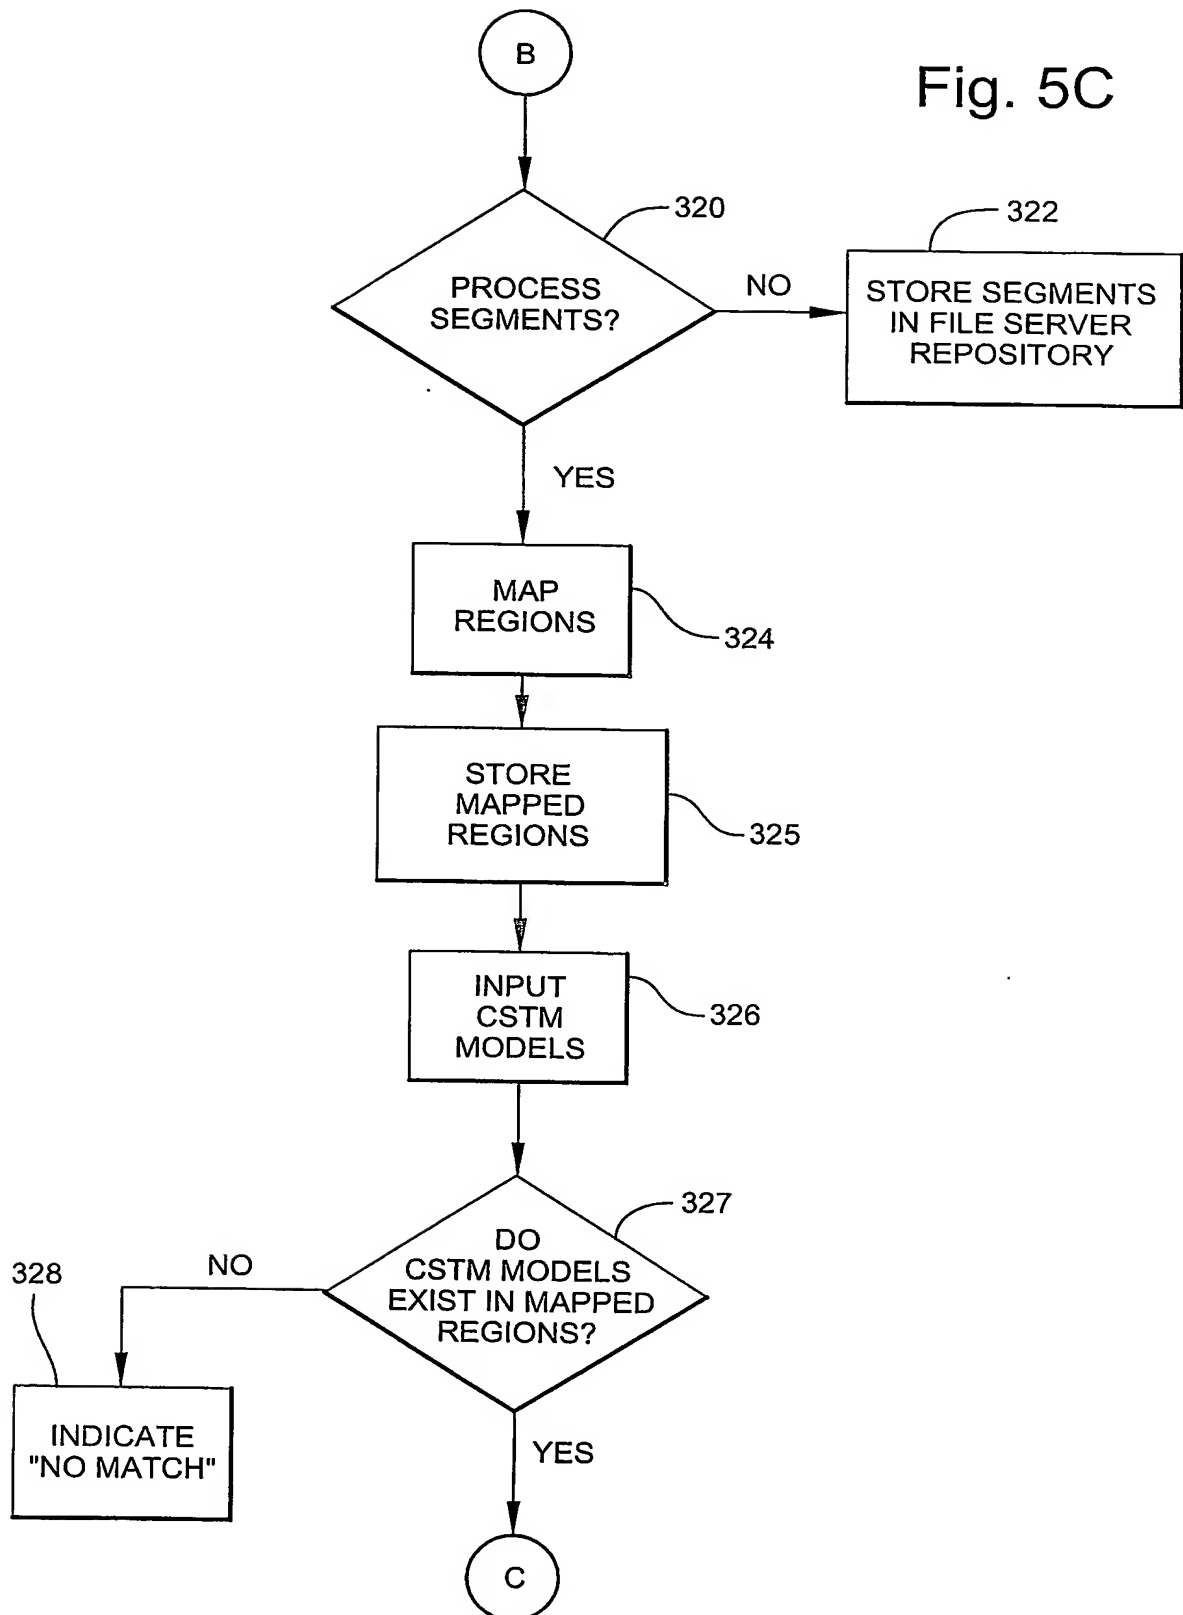 B
Fig. 5C
320
322
PROCESS
SEGMENTS?
NO
STORE SEGMENTS
IN FILE SERVER
REPOSITORY
YES
MAP
REGIONS
324
STORE
MAPPED
REGIONS
325
INPUT
CSTM
MODELS
326
327
DO
CSTM MODELS
EXIST IN MAPPED
REGIONS?
NO
328
INDICATE
"NO MATCH"
YES
C